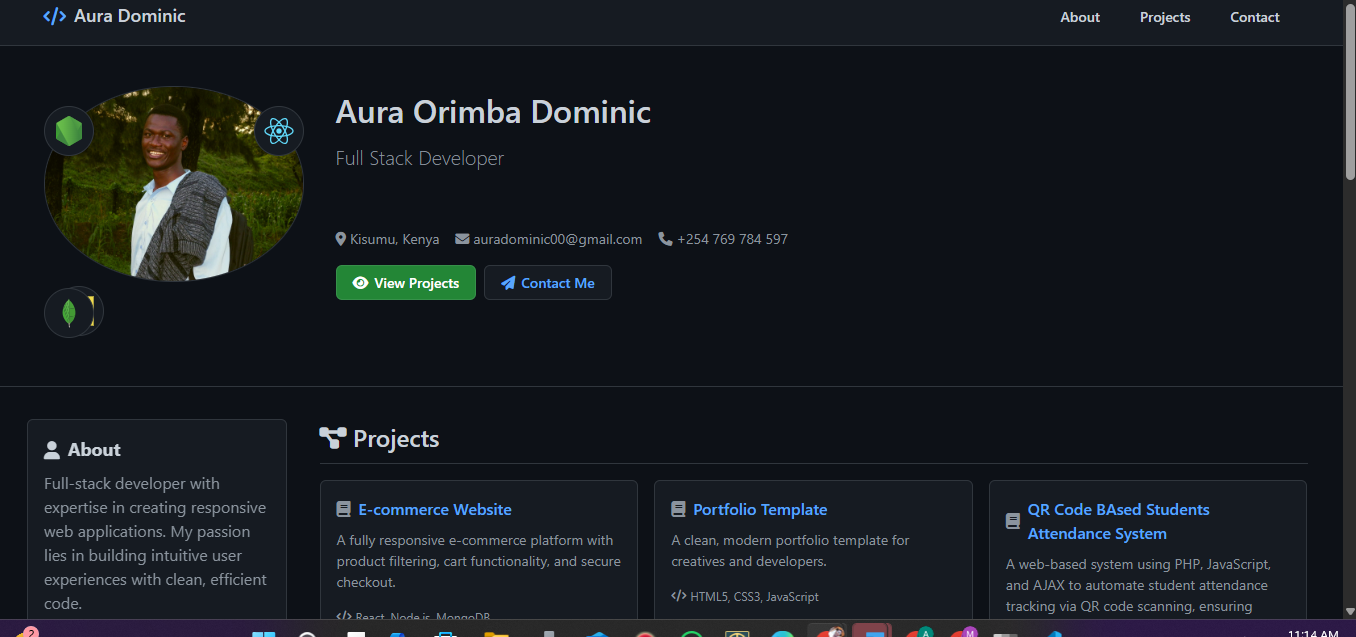 </> Aura Dominic
About Projects Contact
Aura Orimba Dominic
Full Stack Developer
Kisumu, Kenya auradominic00@gmail.com +254 769 784 597
View Projects Contact Me
About
Full-stack developer with
expertise in creating responsive
web applications. My passion
lies in building intuitive user
experiences with clean, efficient
code.
Projects
E-commerce Website
A fully responsive e-commerce platform with
product filtering, cart functionality, and secure
checkout.
</> React, Node.js, MongoDB
Portfolio Template
A clean, modern portfolio template for
creatives and developers.
</> HTML5, CSS3, JavaScript
QR Code BAsed Students
Attendance System
A web-based system using PHP, JavaScript,
and AJAX to automate student attendance
tracking via QR code scanning, ensuring
2
A
M
11:14 AM